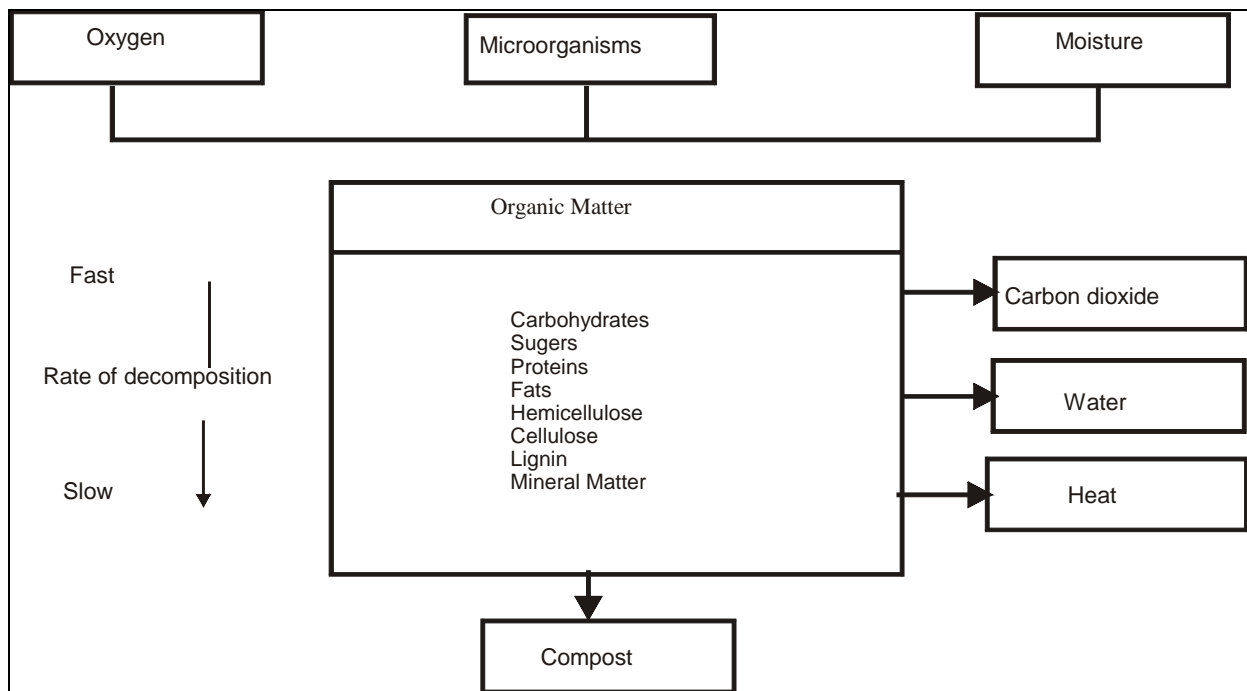 Oxygen
Microorganisms
Moisture
Organic Matter
Fast
Rate of decomposition
Slow
Carbohydrates
Sugers
Proteins
Fats
Hemicellulose
Cellulose
Lignin
Mineral Matter
Carbon dioxide
Water
Heat
Compost